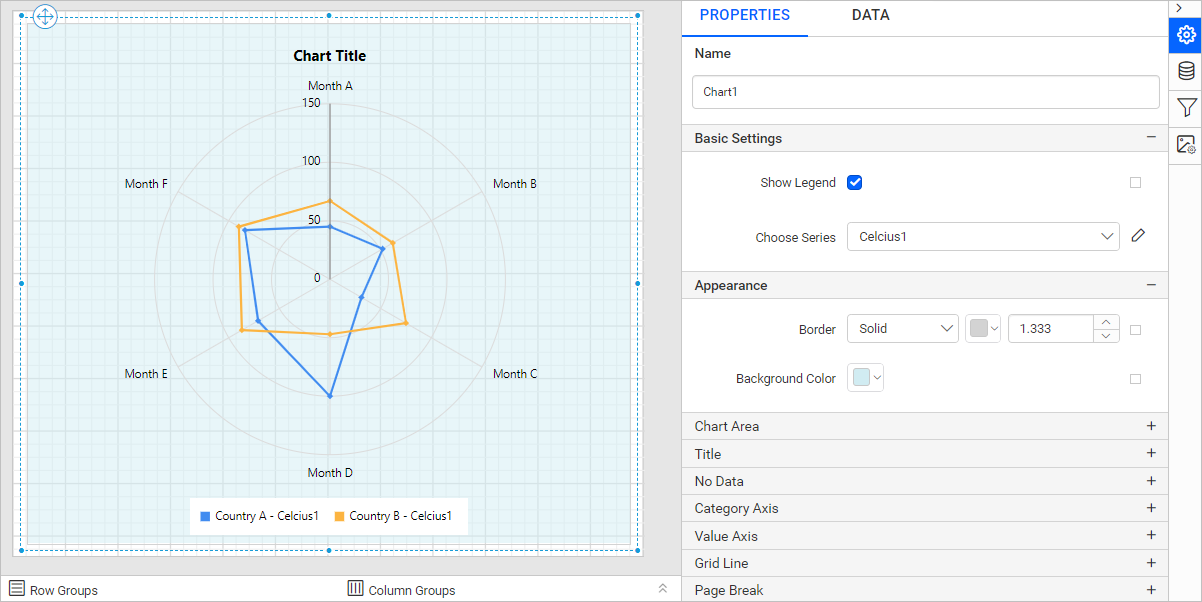 Chart Title
Month A
150
100
50
0
Month F
Month B
Month E
Month C
Month D
Country A - Celcius1
Country B - Celcius1
Row Groups
Column Groups
PROPERTIES
DATA
Name
Chart1
Basic Settings
Show Legend
Choose Series
Celcius1
Appearance
Border
Solid
1.333
Background Color
Chart Area
Title
No Data
Category Axis
Value Axis
Grid Line
Page Break